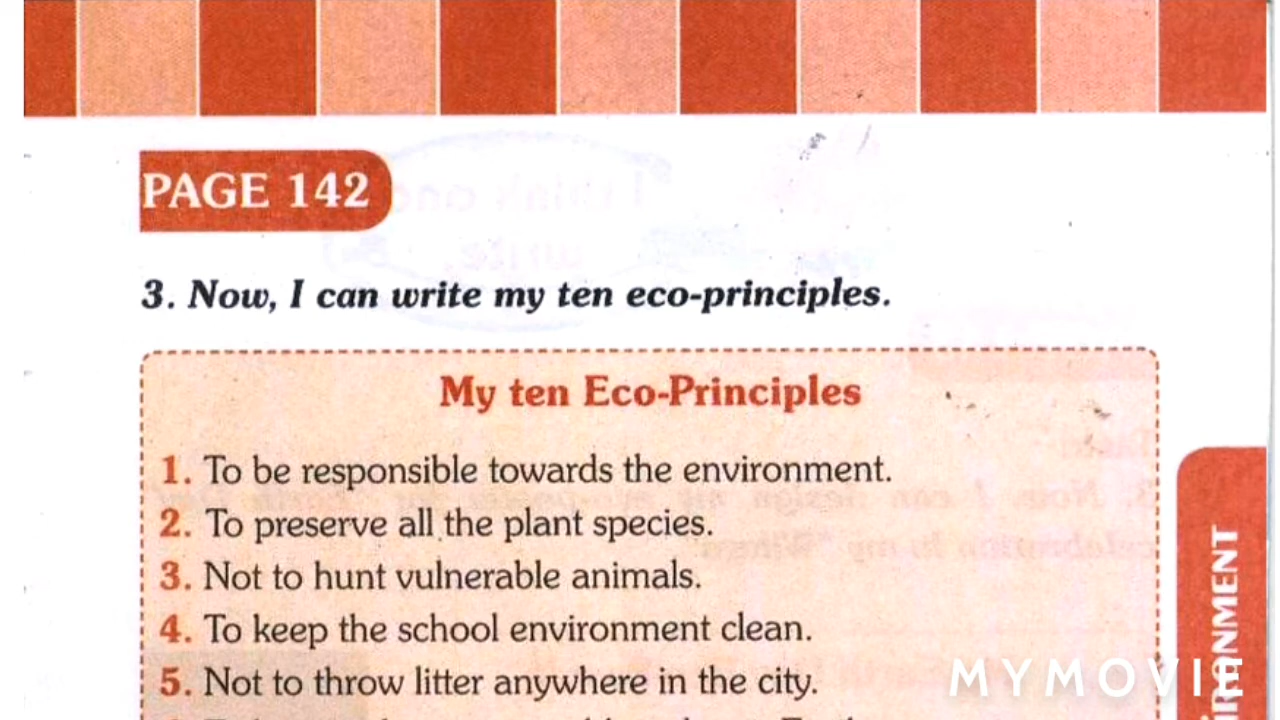 PAGE 142
3. Now, I can write my ten eco-principles.
My ten Eco-Principles
1. To be responsible towards the environment.
2. To preserve all the plant species.
3. Not to hunt vulnerable animals.
4. To keep the school environment clean.
5. Not to throw litter anywhere in the city.
MYMOVIE